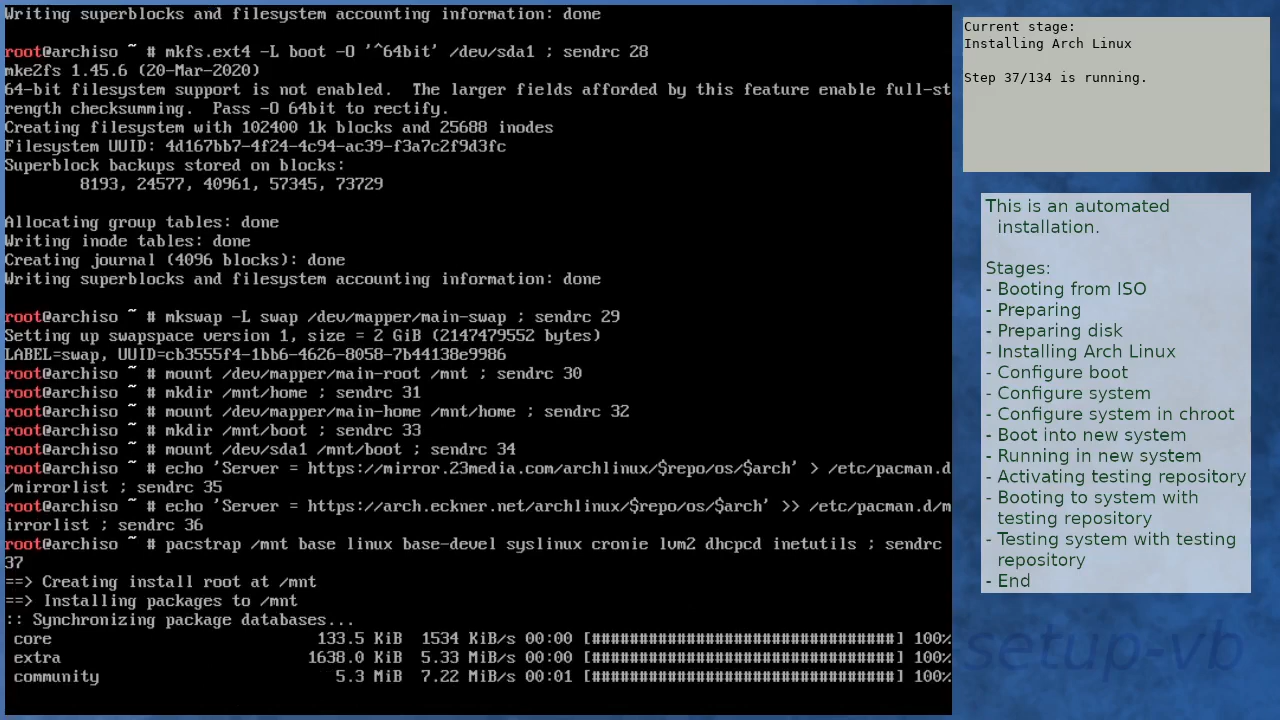 Writing superblocks and filesystem accounting information: done
root@archiso ~ # mkfs.ext4 -L boot -O '^64bit' /dev/sda1 ; sendrc 28
mke2fs 1.45.6 (20-Mar-2020)
64-bit filesystem support is not enabled.  The larger fields afforded by this feature enable full-st
rength checksumming.  Pass -O 64bit to rectify.
Creating filesystem with 102400 1k blocks and 25688 inodes
Filesystem UUID: 4d167bb7-4f24-4c94-ac39-f3a7c2f9d3fc
Superblock backups stored on blocks:
        8193, 24577, 40961, 57345, 73729
Allocating group tables: done
Writing inode tables: done
Creating journal (4096 blocks): done
Writing superblocks and filesystem accounting information: done
root@archiso ~ # mkswap -L swap /dev/mapper/main-swap ; sendrc 29
Setting up swapspace version 1, size = 2 GiB (2147479552 bytes)
LABEL=swap, UUID=cb3555f4-1bb6-4626-8058-7b44138e9986
root@archiso ~ # mount /dev/mapper/main-root /mnt ; sendrc 30
root@archiso ~ # mkdir /mnt/home ; sendrc 31
root@archiso ~ # mount /dev/mapper/main-home /mnt/home ; sendrc 32
root@archiso ~ # mkdir /mnt/boot ; sendrc 33
root@archiso ~ # mount /dev/sda1 /mnt/boot ; sendrc 34
root@archiso ~ # echo 'Server = https://mirror.23media.com/archlinux/$repo/os/$arch' > /etc/pacman.d
/mirrorlist ; sendrc 35
root@archiso ~ # echo 'Server = https://arch.eckner.net/archlinux/$repo/os/$arch' >> /etc/pacman.d/m
irrorlist ; sendrc 36
root@archiso ~ # pacstrap /mnt base linux base-devel syslinux cronie lvm2 dhcpcd inetutils ; sendrc
37
==> Creating install root at /mnt
==> Installing packages to /mnt
:: Synchronizing package databases...
 core 133.5 KiB  1534 KiB/s 00:00 [################################] 100%
 extra 1638.0 KiB  5.33 MiB/s 00:00 [################################] 100%
 community 5.3 MiB  7.22 MiB/s 00:01 [################################] 100%
Current stage:
Installing Arch Linux
Step 37/134 is running.
This is an automated
installation.
Stages:
- Booting from ISO
- Preparing
- Preparing disk
- Installing Arch Linux
- Configure boot
- Configure system
- Configure system in chroot
- Boot into new system
- Running in new system
- Activating testing repository
- Booting to system with
testing repository
- Testing system with testing
repository
- End
setup-vb